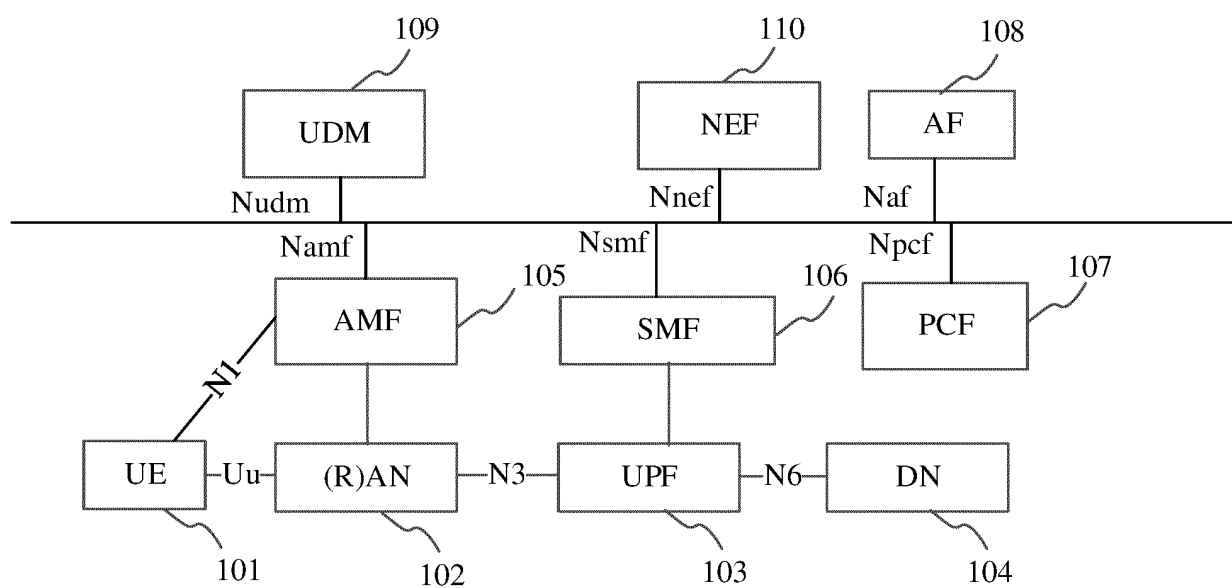 109
110
108
UDM
NEF
AF
Nudm
Nnef
Naf
Namf
Nsmf
Npcf
105
106
107
AMF
SMF
PCF
N1
UE
Uu
(R)AN
N3
UPF
N6
DN
101
102
103
104